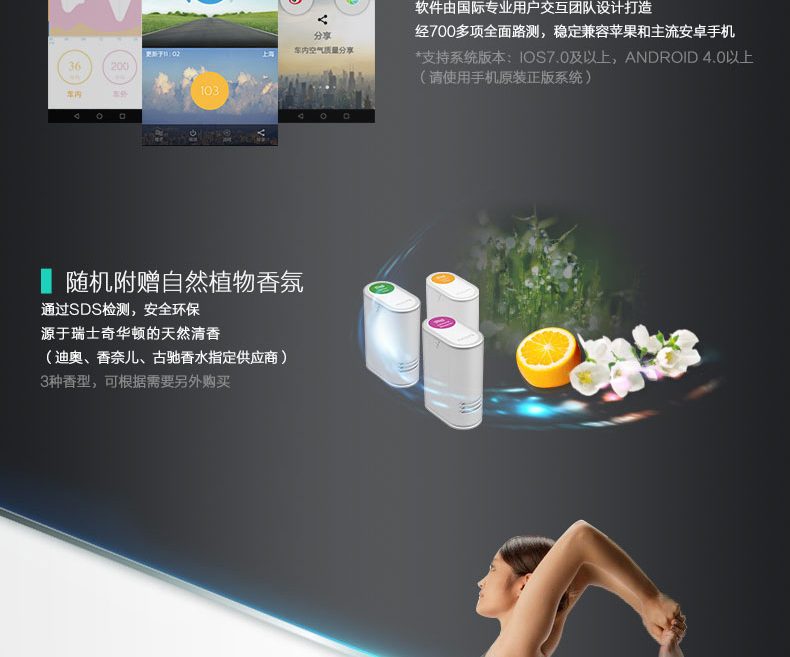 软件由国际专业用户交互团队设计打造
经700多项全面路测，稳定兼容苹果和主流安卓手机
*支持系统版本：IOS7.0及以上，ANDROID 4.0以上
（请使用手机原装正版系统）
分享
车内空气质量分享
36
200
车内
车外
更新于11：02
上海
103
随机附赠自然植物香氛
通过SDS检测，安全环保
源于瑞士奇华顿的天然清香
（迪奥、香奈儿、古驰香水指定供应商）
3种香型，可根据需要另外购买